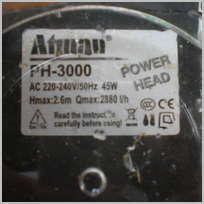 Atman
PH-3000
POWER HEAD
AC 220-240V/50Hz 45W
Hmax:2.6m Qmax:2880 l/h
Read the instruction
carefully before using!